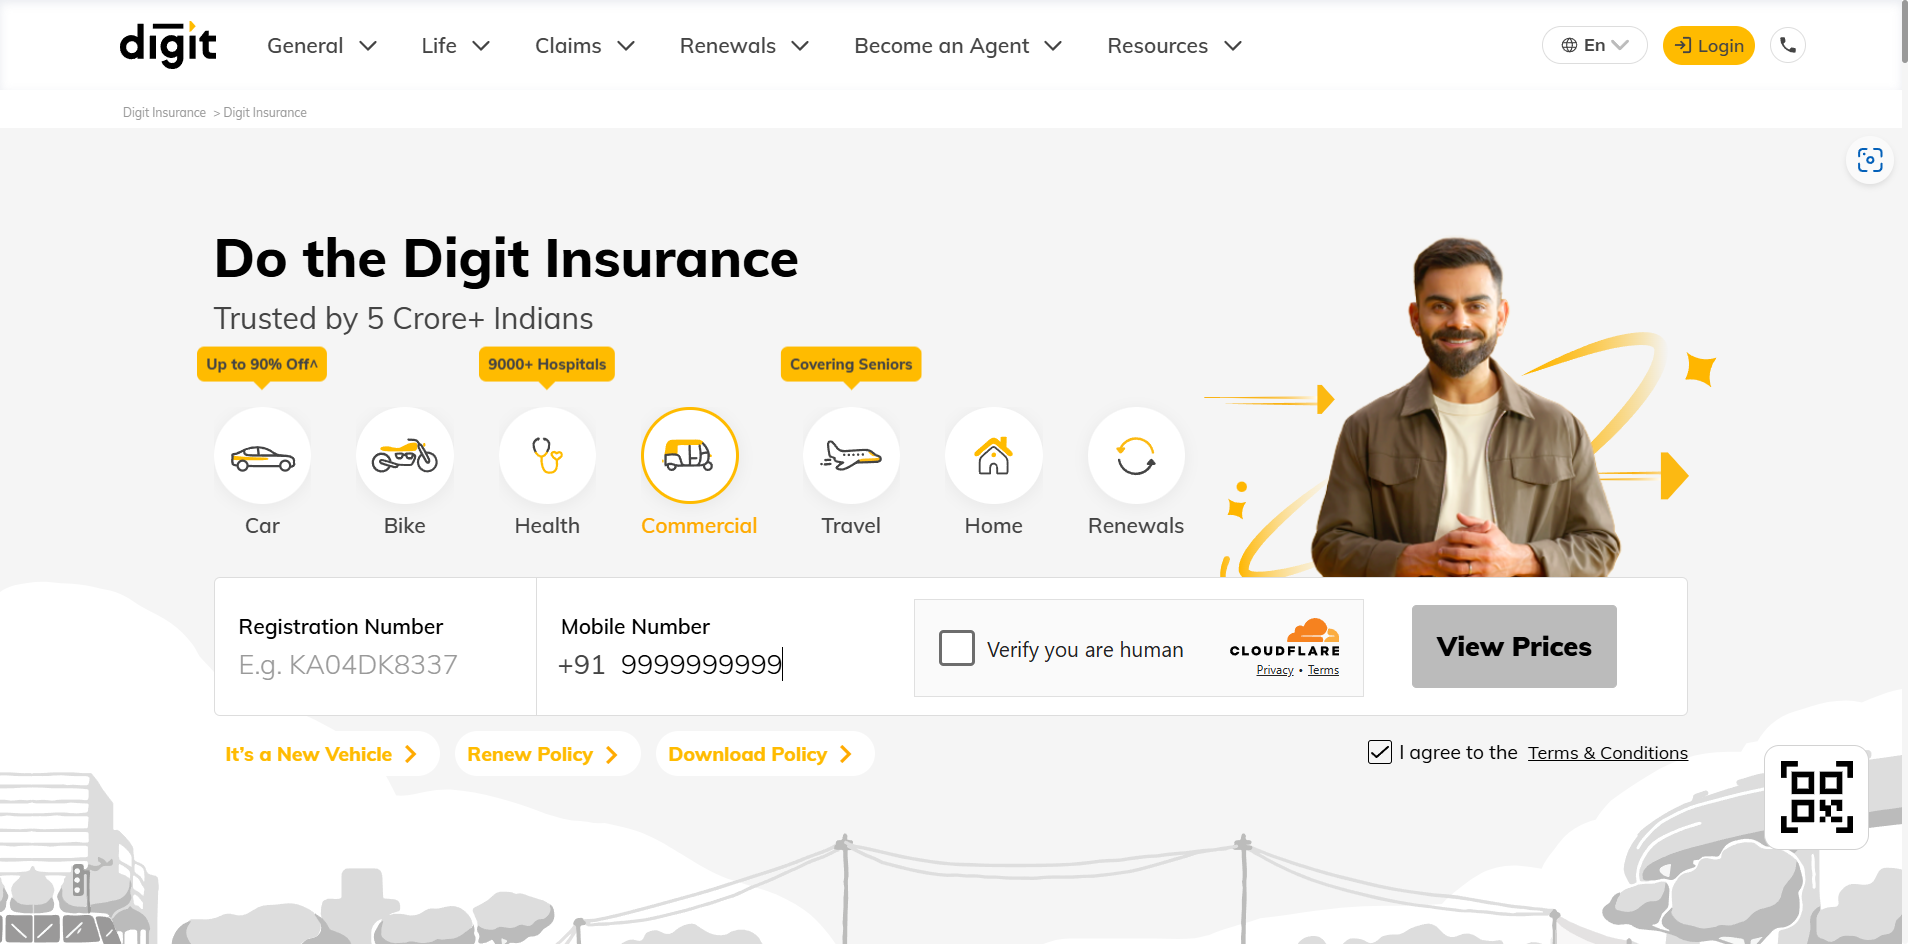 digit General Life Claims Renewals Become an Agent Resources En Login
Digit Insurance > Digit Insurance
Do the Digit Insurance
Trusted by 5 Crore+ Indians
Up to 90% Off^ 9000+ Hospitals Covering Seniors
Car Bike Health Commercial Travel Home Renewals
Registration Number
E.g. KA04DK8337
Mobile Number
+91 9999999999
Verify you are human
CLOUDFLARE
Privacy • Terms
View Prices
It's a New Vehicle Renew Policy Download Policy
I agree to the Terms & Conditions